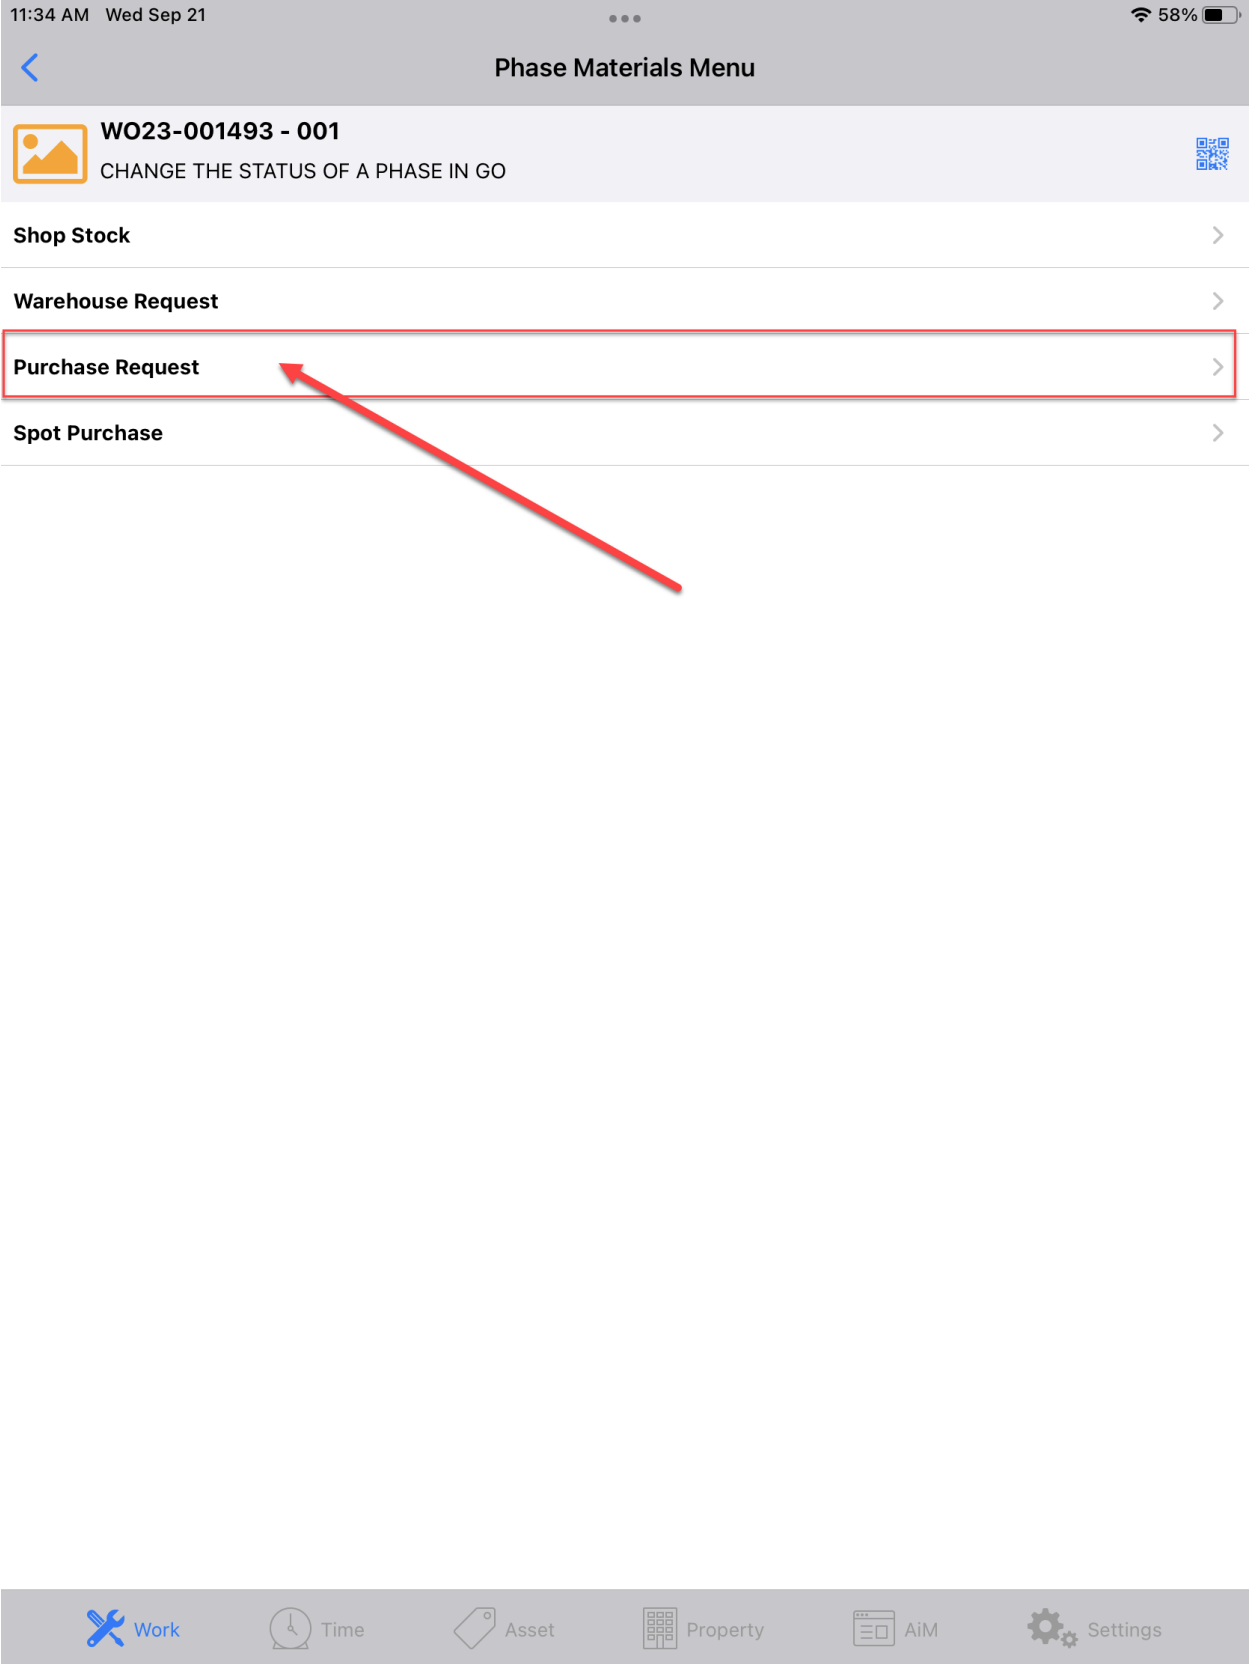 11:34 AM Wed Sep 21 58%
Phase Materials Menu
WO23-001493 - 001
CHANGE THE STATUS OF A PHASE IN GO
Shop Stock
Warehouse Request
Purchase Request
Spot Purchase
Work Time Asset Property AiM Settings